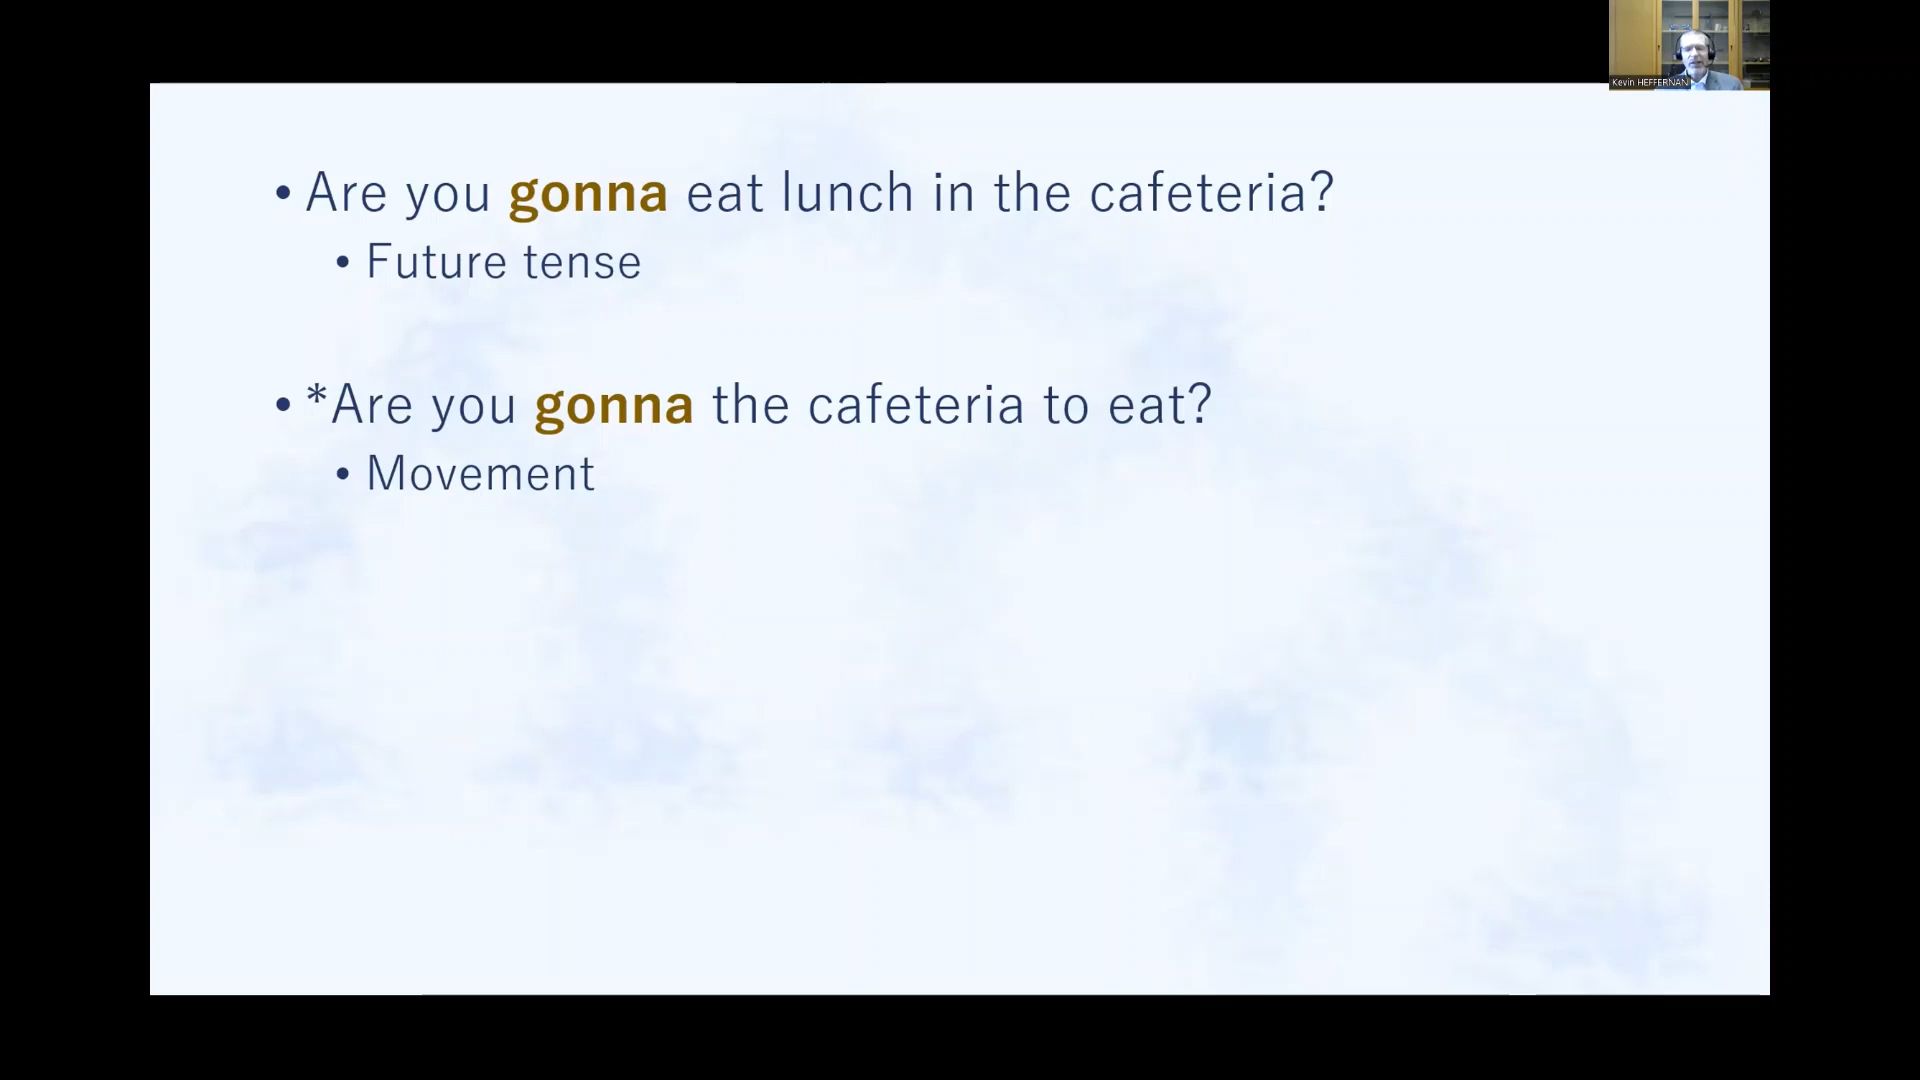 Kevin HEFFERNAN
• Are you gonna eat lunch in the cafeteria?
• Future tense
• *Are you gonna the cafeteria to eat?
• Movement